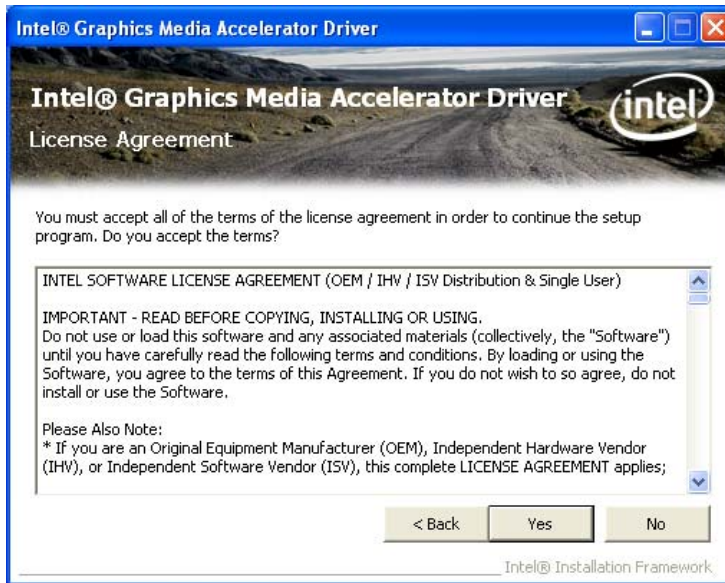 Intel® Graphics Media Accelerator Driver
Intel® Graphics Media Accelerator Driver
intel
License Agreement
You must accept all of the terms of the license agreement in order to continue the setup
program. Do you accept the terms?
INTEL SOFTWARE LICENSE AGREEMENT (OEM / IHV / ISV Distribution & Single User)
IMPORTANT - READ BEFORE COPYING, INSTALLING OR USING.
Do not use or load this software and any associated materials (collectively, the "Software")
until you have carefully read the following terms and conditions. By loading or using the
Software, you agree to the terms of this Agreement. If you do not wish to so agree, do not
install or use the Software.
Please Also Note:
* If you are an Original Equipment Manufacturer (OEM), Independent Hardware Vendor
(IHV), or Independent Software Vendor (ISV), this complete LICENSE AGREEMENT applies;
< Back Yes No
Intel® Installation Framework